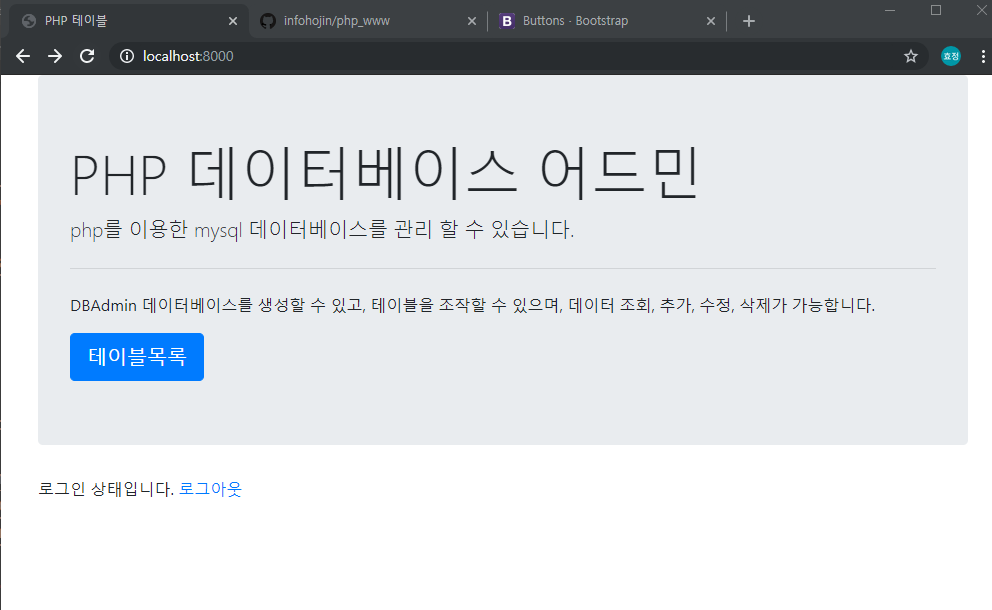 PHP 테이블
infohojin/php_www
B
Buttons · Bootstrap
localhost:8000
효정
PHP 데이터베이스 어드민
php를 이용한 mysql 데이터베이스를 관리 할 수 있습니다.
DBAdmin 데이터베이스를 생성할 수 있고, 테이블을 조작할 수 있으며, 데이터 조회, 추가, 수정, 삭제가 가능합니다.
테이블목록
로그인 상태입니다. 로그아웃